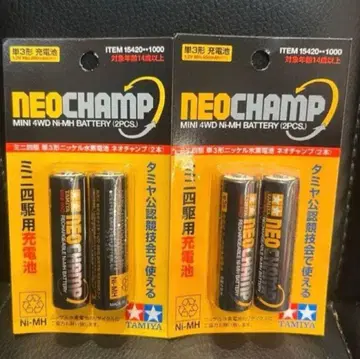 単3形 充電池
ITEM 15420••1000
対象年齢14歳以上
NEOCHAMP
MINI 4WD Ni-MH BATTERY (2PCS.)
ミニ四駆 単3形ニッケル水素電池 ネオチャンプ(2本)
タミヤ公認競技会で使える
ミニ四駆用充電池
NEOCHAMP
Ni-MH
TAMIYA
単3形 充電池
ITEM 15420••1000
対象年齢14歳以上
NEOCHAMP
MINI 4WD Ni-MH BATTERY (2PCS.)
ミニ四駆 単3形ニッケル水素電池 ネオチャンプ(2本)
タミヤ公認競技会で使える
ミニ四駆用充電池
NEOCHAMP
NEOCHAMP
Ni-MH
TAMIYA